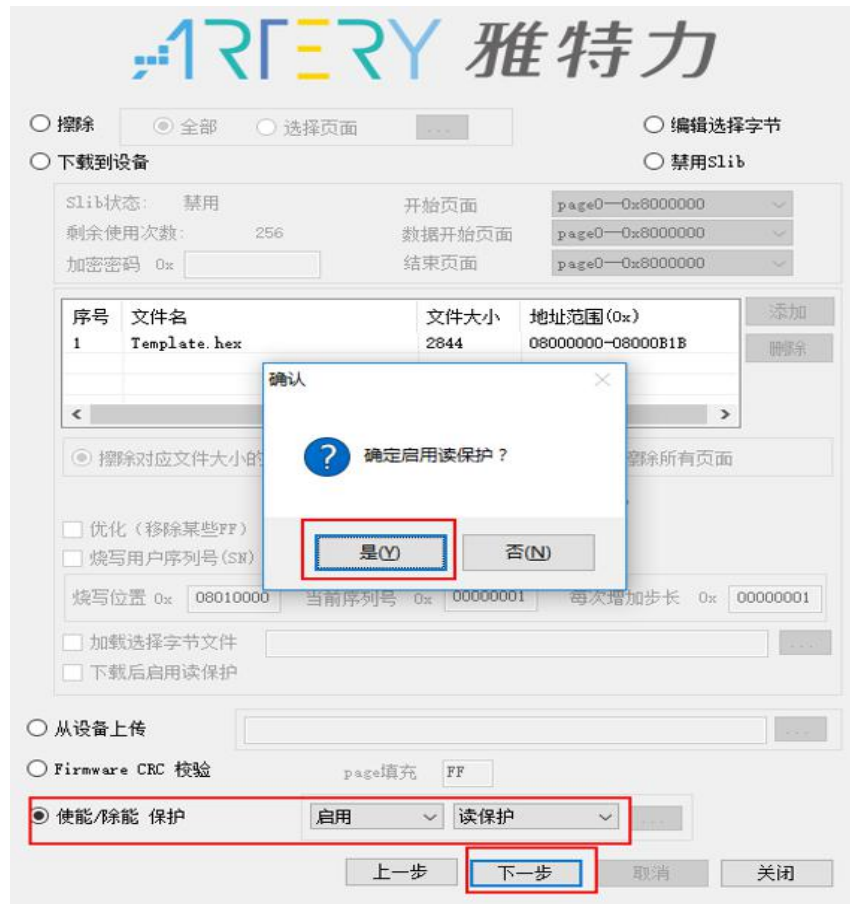 ARTERY 雅特力
擦除 全部 选择页面 ... 编辑选择字节
下载到设备 禁用Slib
Slib状态: 禁用 开始页面 page0—0x8000000
剩余使用次数: 256 数据开始页面 page0—0x8000000
加密密码 0x 结束页面 page0—0x8000000
序号 文件名 文件大小 地址范围(0x) 添加
1 Template.hex 2844 08000000-08000B1B 删除
确认
确定启用读保护？
擦除对应文件大小的 擦除所有页面
优化（移除某些FF）
是(Y) 否(N)
烧写用户序列号(SN)
烧写位置 0x 08010000 当前序列号 0x 00000001 每次增加步长 0x 00000001
加载选择字节文件 ...
下载后启用读保护
从设备上传 ...
Firmware CRC 校验 page填充 FF
使能/除能 保护 启用 读保护 ...
上一步 下一步 取消 关闭